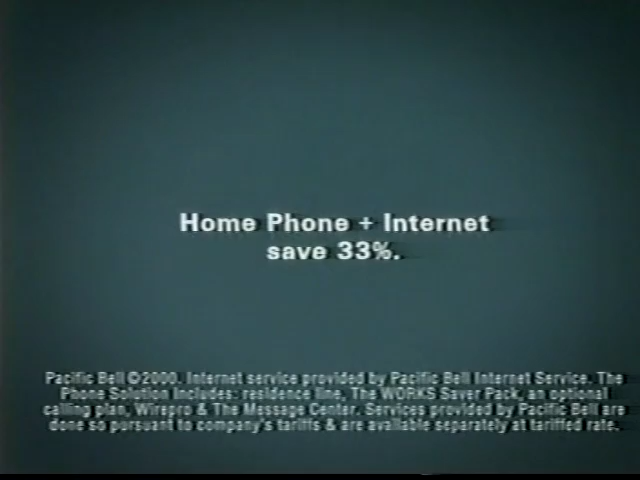 Home Phone + Internet
save 33%.
Pacific Bell ©2000. Internet service provided by Pacific Bell Internet Service. The
Phone Solution includes: residence line, The WORKS Saver Pack, an optional
calling plan, Wirepro & The Message Center. Services provided by Pacific Bell are
done so pursuant to company's tariffs & are available separately at tariffed rate.